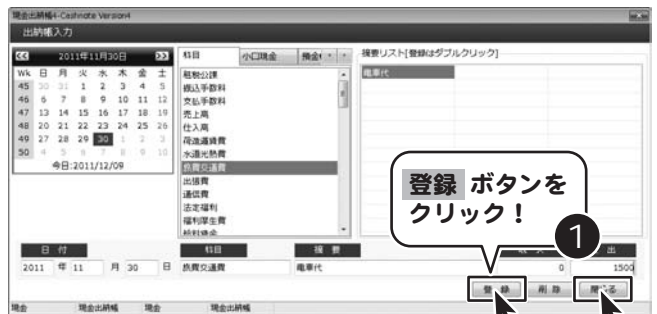 現金出納帳4-Cashnote Version4
出納帳入力
2011年11月30日
科目 小口現金 預金
摘要リスト[登録はダブルクリック]
Wk 日 月 火 水 木 金 土
45 30 31 1 2 3 4 5
46 6 7 8 9 10 11 12
47 13 14 15 16 17 18 19
48 20 21 22 23 24 25 26
49 27 28 29 30 1 2 3
50 4 5 6 7 8 9 10
今日:2011/12/09
租税公課
振込手数料
支払手数料
売上高
仕入高
荷造運賃費
水道光熱費
旅費交通費
出張費
通信費
法定福利
福利厚生費
給料賃金
電車代
登録 ボタンを
クリック！
1
日 付 科目 摘 要 出
2011 年 11 月 30 日 旅費交通費 電車代 0 1500
登 録 削 除 閉じる
現金 現金出納帳 現金 現金出納帳